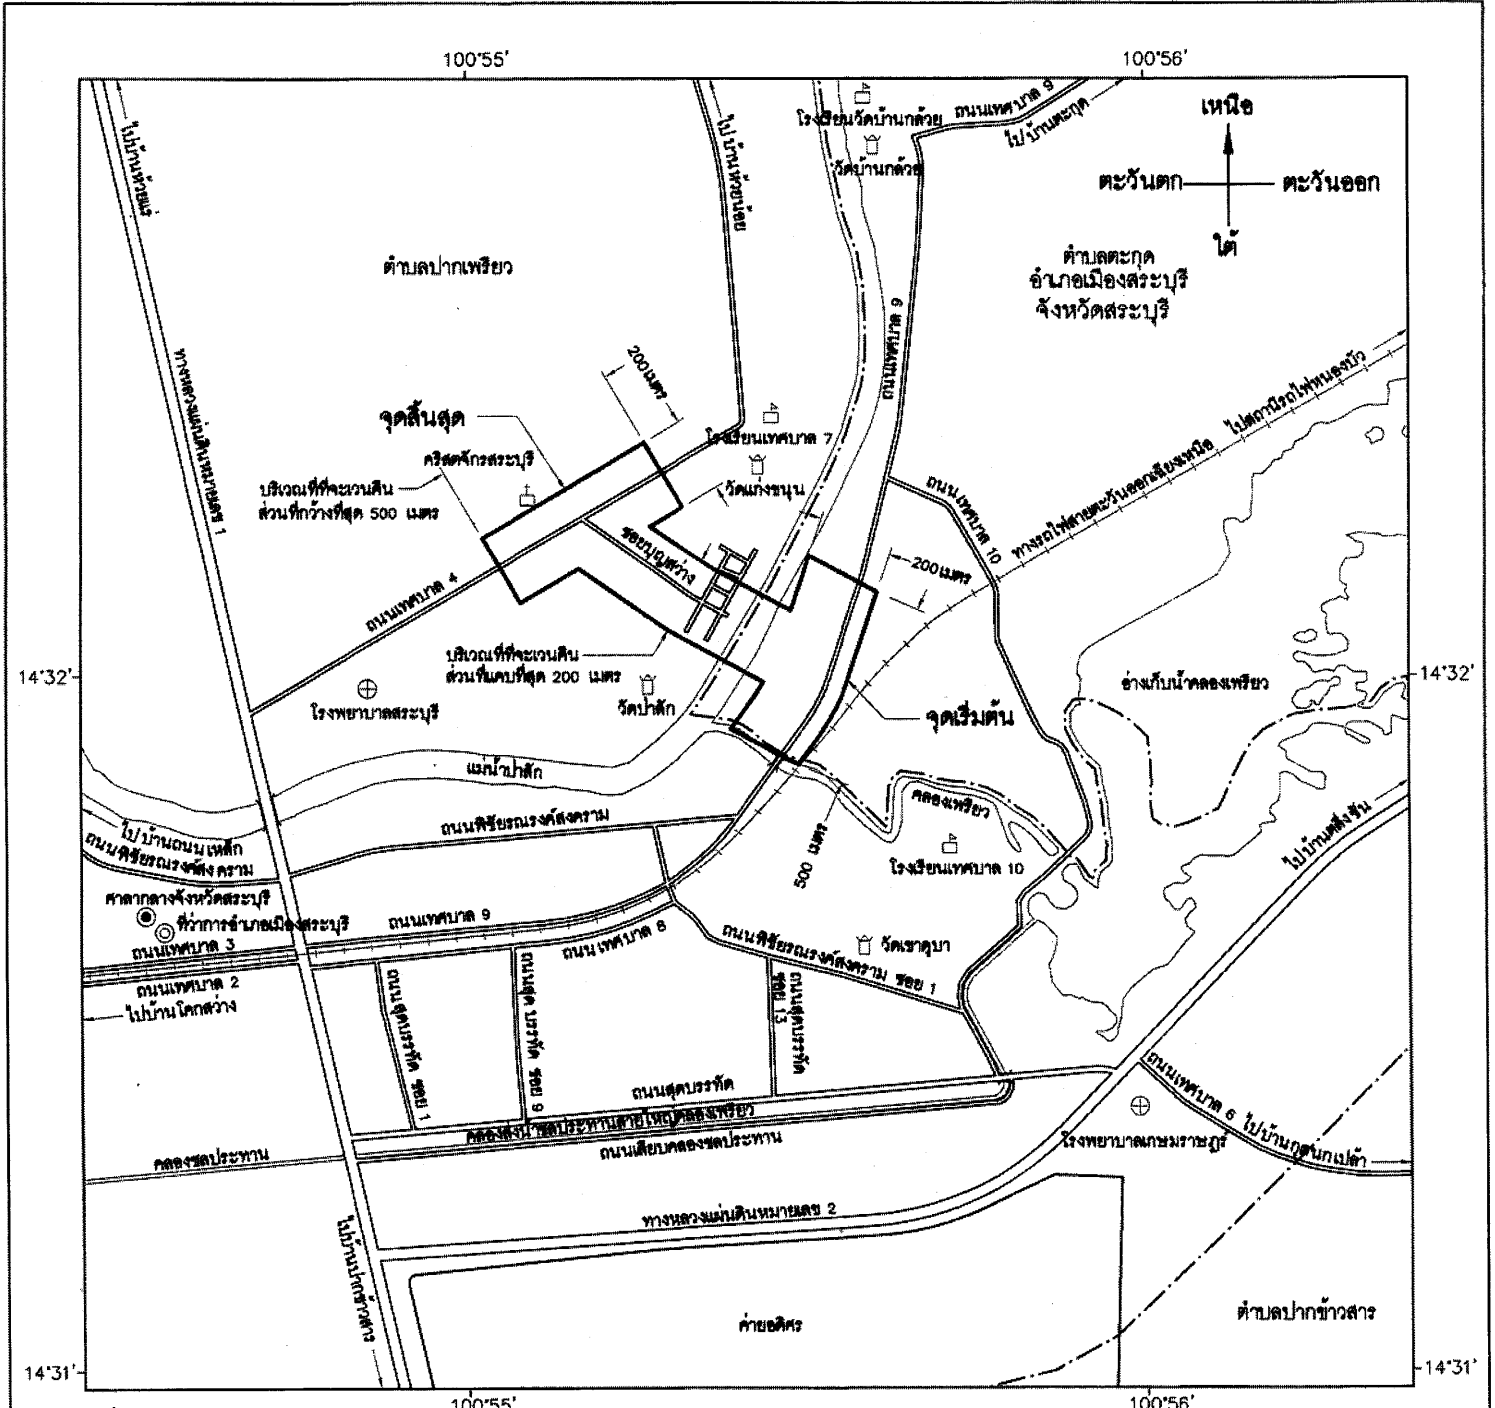 100°55'
100°56'
ไปบ้านห้วยแร่
ไปบ้านห้วยน้อย
โรงเรียนวัดบ้านกล้วย
วัดบ้านกล้วย
ถนนเทศบาล 9
ไปบ้านตะกุด
เหนือ
ตะวันตก
ตะวันออก
ใต้
ตำบลปากเพรียว
ตำบลตะกุด
อำเภอเมืองสระบุรี
จังหวัดสระบุรี
ถนนเทศบาล 9
ทางหลวงแผ่นดินหมายเลข 1
200เมตร
จุดสิ้นสุด
คริสตจักรสระบุรี
บริเวณที่ที่จะเวนคืน
ส่วนที่กว้างที่สุด 500 เมตร
โรงเรียนเทศบาล 7
วัดแก่งขนุน
ทางรถไฟสายตะวันออกเฉียงเหนือ
ไปสถานีรถไฟหนองบัว
ถนนเทศบาล 10
ซอยบุญสว่าง
200เมตร
ถนนเทศบาล 4
บริเวณที่ที่จะเวนคืน
ส่วนที่แคบที่สุด 200 เมตร
14°32'
14°32'
โรงพยาบาลสระบุรี
วัดป่าสัก
จุดเริ่มต้น
อ่างเก็บน้ำคลองเพรียว
แม่น้ำป่าสัก
คลองเพรียว
500 เมตร
ถนนพิชัยรณรงค์สงคราม
ไปบ้านถนนเหล็ก
ถนนพิชัยรณรงค์สงคราม
โรงเรียนเทศบาล 10
ไปบ้านตลิ่งชัน
ศาลากลางจังหวัดสระบุรี
ที่ว่าการอำเภอเมืองสระบุรี
ถนนเทศบาล 9
ถนนเทศบาล 3
ถนนเทศบาล 8
ถนนเทศบาล 2
ไปบ้านโคกสว่าง
ถนนพิชัยรณรงค์สงคราม ซอย 1
วัดเขาคูบา
ถนนสุดบรรทัด ซอย 1
ถนนสุดบรรทัด ซอย 9
ถนนสุดบรรทัด
ซอย 13
ถนนสุดบรรทัด
คลองส่งน้ำชลประทานสายใหญ่คลองเพรียว
ถนนเลียบคลองชลประทาน
คลองชลประทาน
ถนนเทศบาล 6
ไปบ้านกุดนกเปล้า
โรงพยาบาลเกษมราษฎร์
ทางหลวงแผ่นดินหมายเลข 2
ไปบ้านปากข้าวสาร
ค่ายอดิศร
ตำบลปากข้าวสาร
14°31'
14°31'
100°55'
100°56'